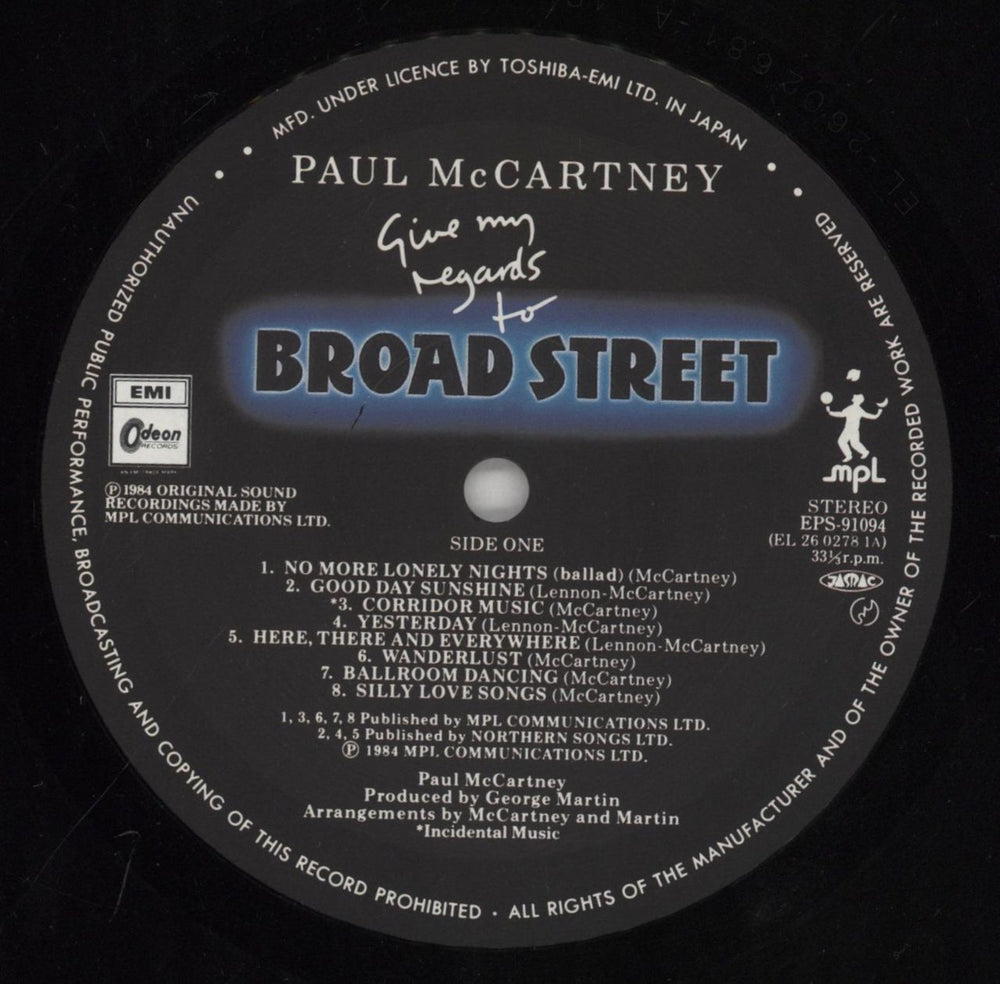 MFD. UNDER LICENCE BY TOSHIBA-EMI LTD. IN JAPAN
PAUL McCARTNEY
Give my
regards
to
BROAD STREET
EMI
Odeon
RECORDS
℗ 1984 ORIGINAL SOUND
RECORDINGS MADE BY
MPL COMMUNICATIONS LTD.
mpL
STEREO
EPS-91094
(EL 26 0278 1A)
33⅓ r.p.m.
JASRAC
SIDE ONE
1. NO MORE LONELY NIGHTS (ballad) (McCartney)
2. GOOD DAY SUNSHINE (Lennon-McCartney)
*3. CORRIDOR MUSIC (McCartney)
4. YESTERDAY (Lennon-McCartney)
5. HERE, THERE AND EVERYWHERE (Lennon-McCartney)
6. WANDERLUST (McCartney)
7. BALLROOM DANCING (McCartney)
8. SILLY LOVE SONGS (McCartney)
1, 3, 6, 7, 8 Published by MPL COMMUNICATIONS LTD.
2, 4, 5 Published by NORTHERN SONGS LTD.
℗ 1984 MPL COMMUNICATIONS LTD.
Paul McCartney
Produced by George Martin
Arrangements by McCartney and Martin
*Incidental Music
UNAUTHORIZED PUBLIC PERFORMANCE, BROADCASTING AND COPYING OF THIS RECORD PROHIBITED · ALL RIGHTS OF THE MANUFACTURER AND OF THE OWNER OF THE RECORDED WORK ARE RESERVED